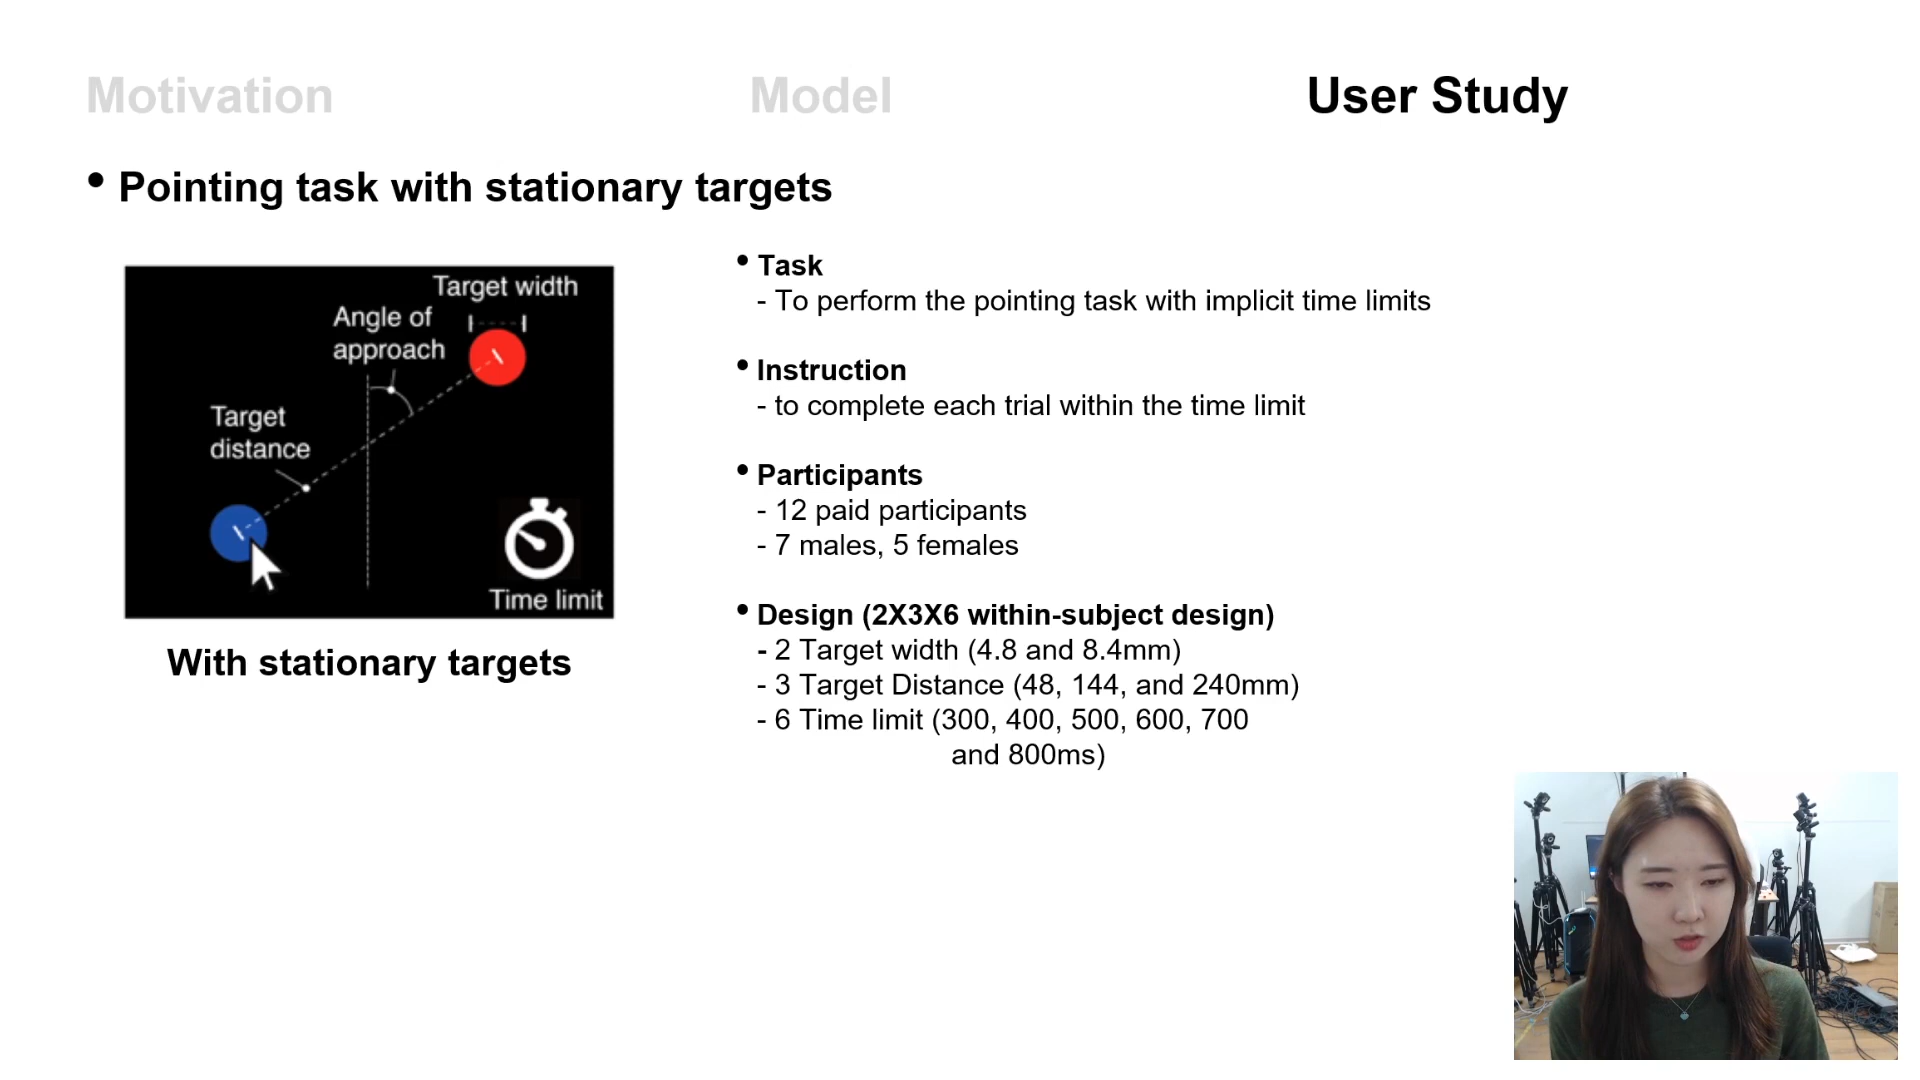 Motivation
Model
User Study
• Pointing task with stationary targets
Target width
Angle of
approach
Target
distance
Time limit
With stationary targets
• Task
- To perform the pointing task with implicit time limits
• Instruction
- to complete each trial within the time limit
• Participants
- 12 paid participants
- 7 males, 5 females
• Design (2X3X6 within-subject design)
- 2 Target width (4.8 and 8.4mm)
- 3 Target Distance (48, 144, and 240mm)
- 6 Time limit (300, 400, 500, 600, 700
and 800ms)